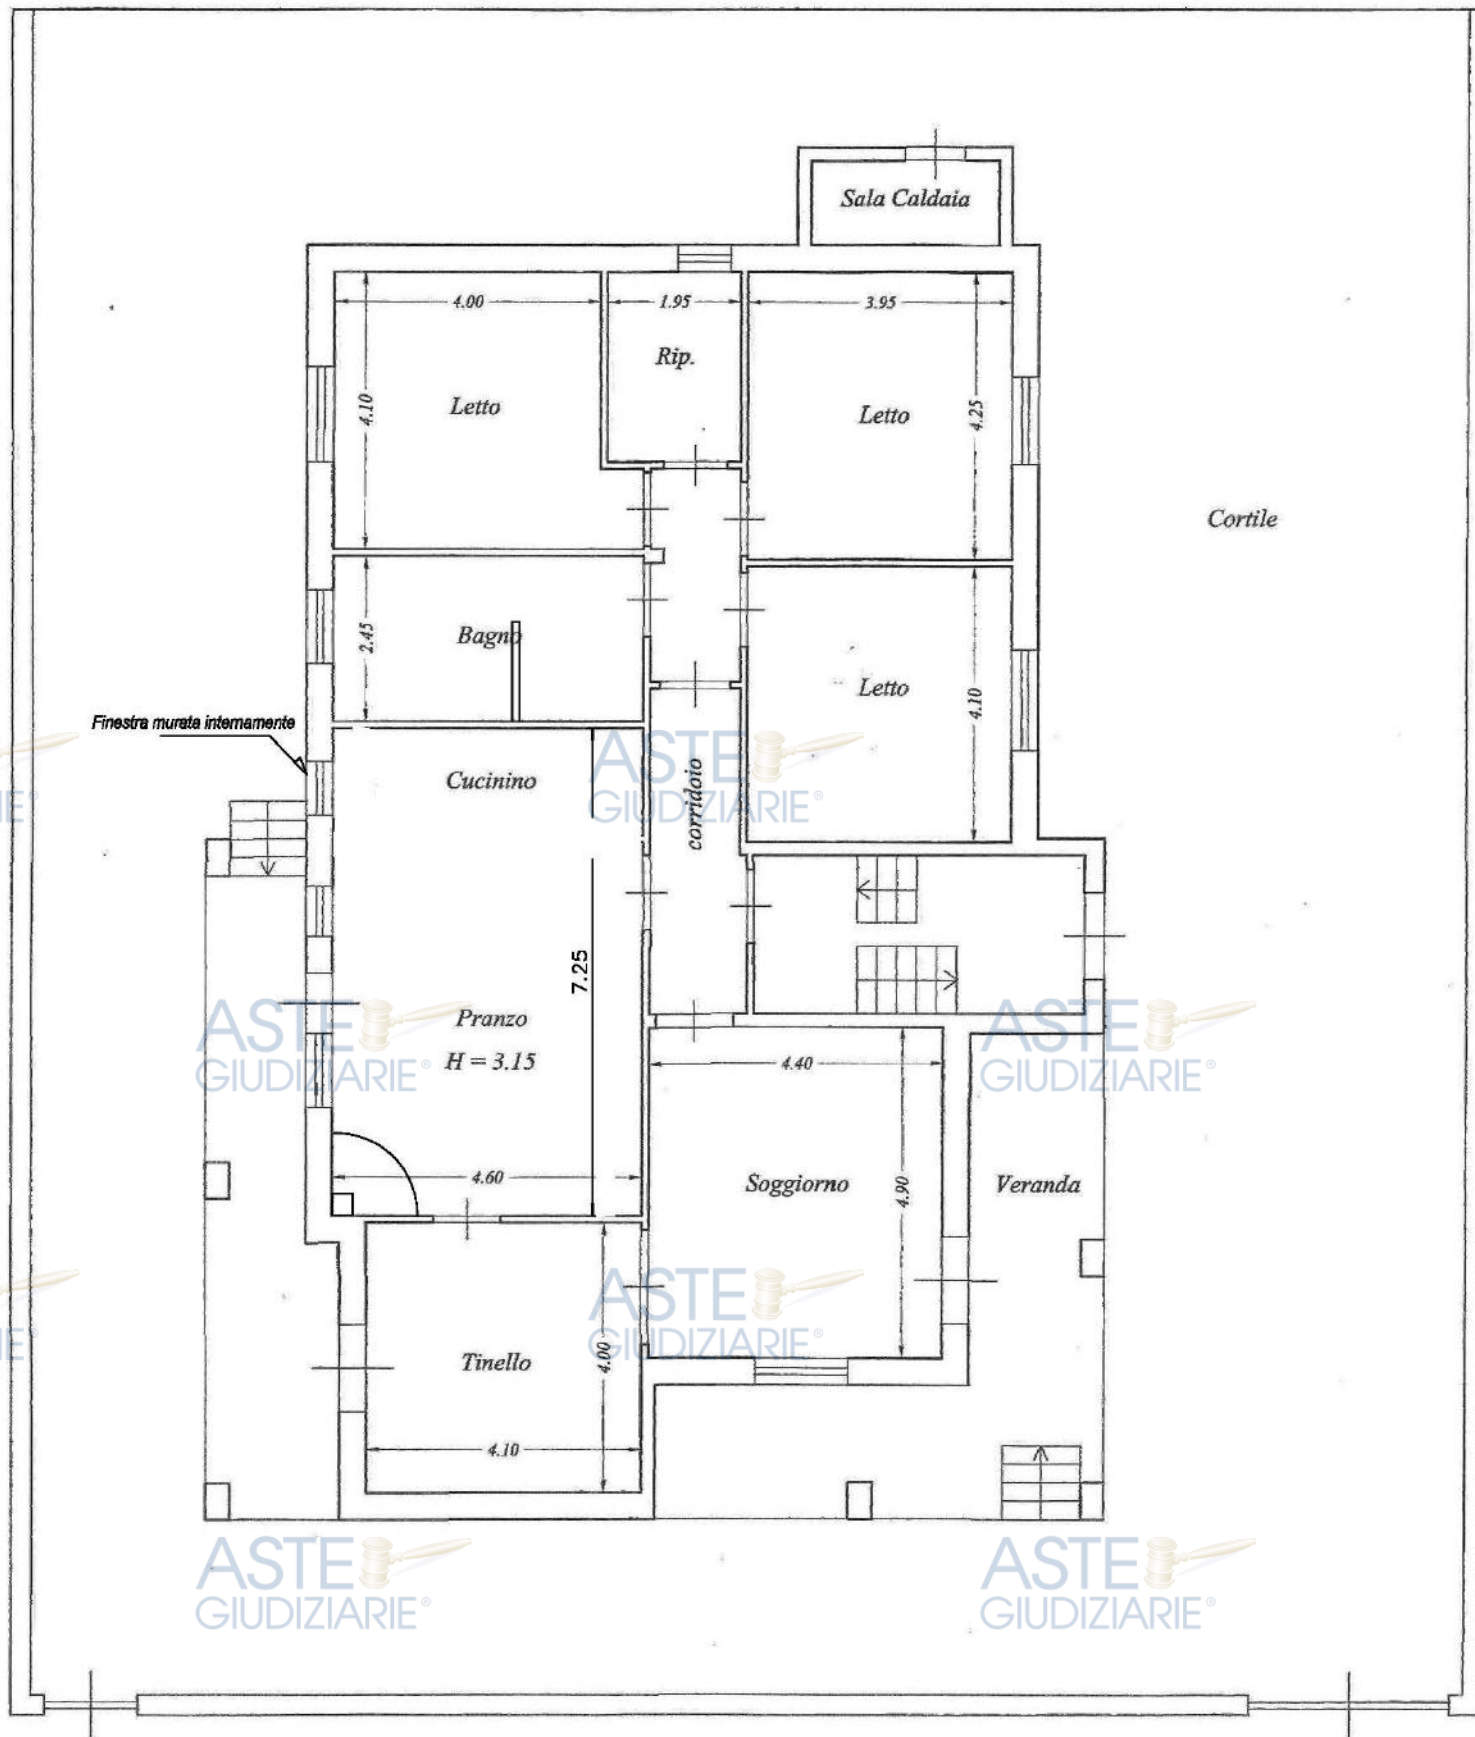 Sala Caldaia
4.00
1.95
3.95
Rip.
4.10
Letto
4.25
Letto
Cortile
2.45
Bagno
Letto
4.10
Finestra murata internamente
Cucinino
corridoio
ASTE
GIUDIZIARIE®
IE®
7.25
Pranzo
H = 3.15
ASTE
GIUDIZIARIE®
ASTE
GIUDIZIARIE®
4.40
4.60
Soggiorno
4.90
Veranda
ASTE
GIUDIZIARIE®
IE®
Tinello
4.00
4.10
ASTE
GIUDIZIARIE®
ASTE
GIUDIZIARIE®